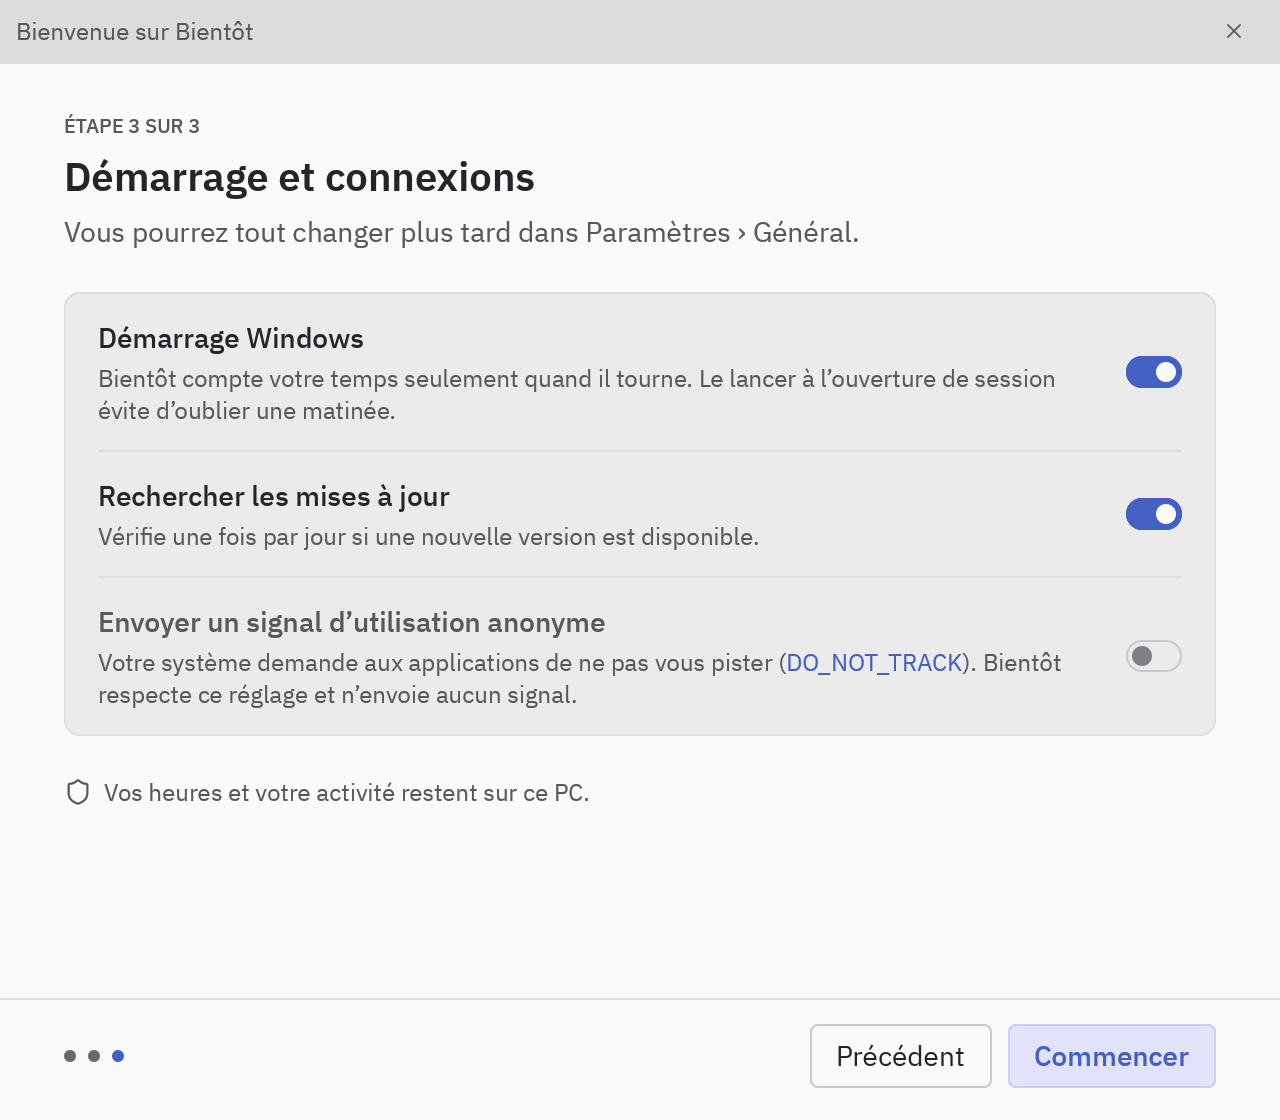 Bienvenue sur Bientôt
ÉTAPE 3 SUR 3
Démarrage et connexions
Vous pourrez tout changer plus tard dans Paramètres › Général.
Démarrage Windows
Bientôt compte votre temps seulement quand il tourne. Le lancer à l’ouverture de session
évite d’oublier une matinée.
Rechercher les mises à jour
Vérifie une fois par jour si une nouvelle version est disponible.
Envoyer un signal d’utilisation anonyme
Votre système demande aux applications de ne pas vous pister (DO_NOT_TRACK). Bientôt
respecte ce réglage et n’envoie aucun signal.
Vos heures et votre activité restent sur ce PC.
Précédent
Commencer